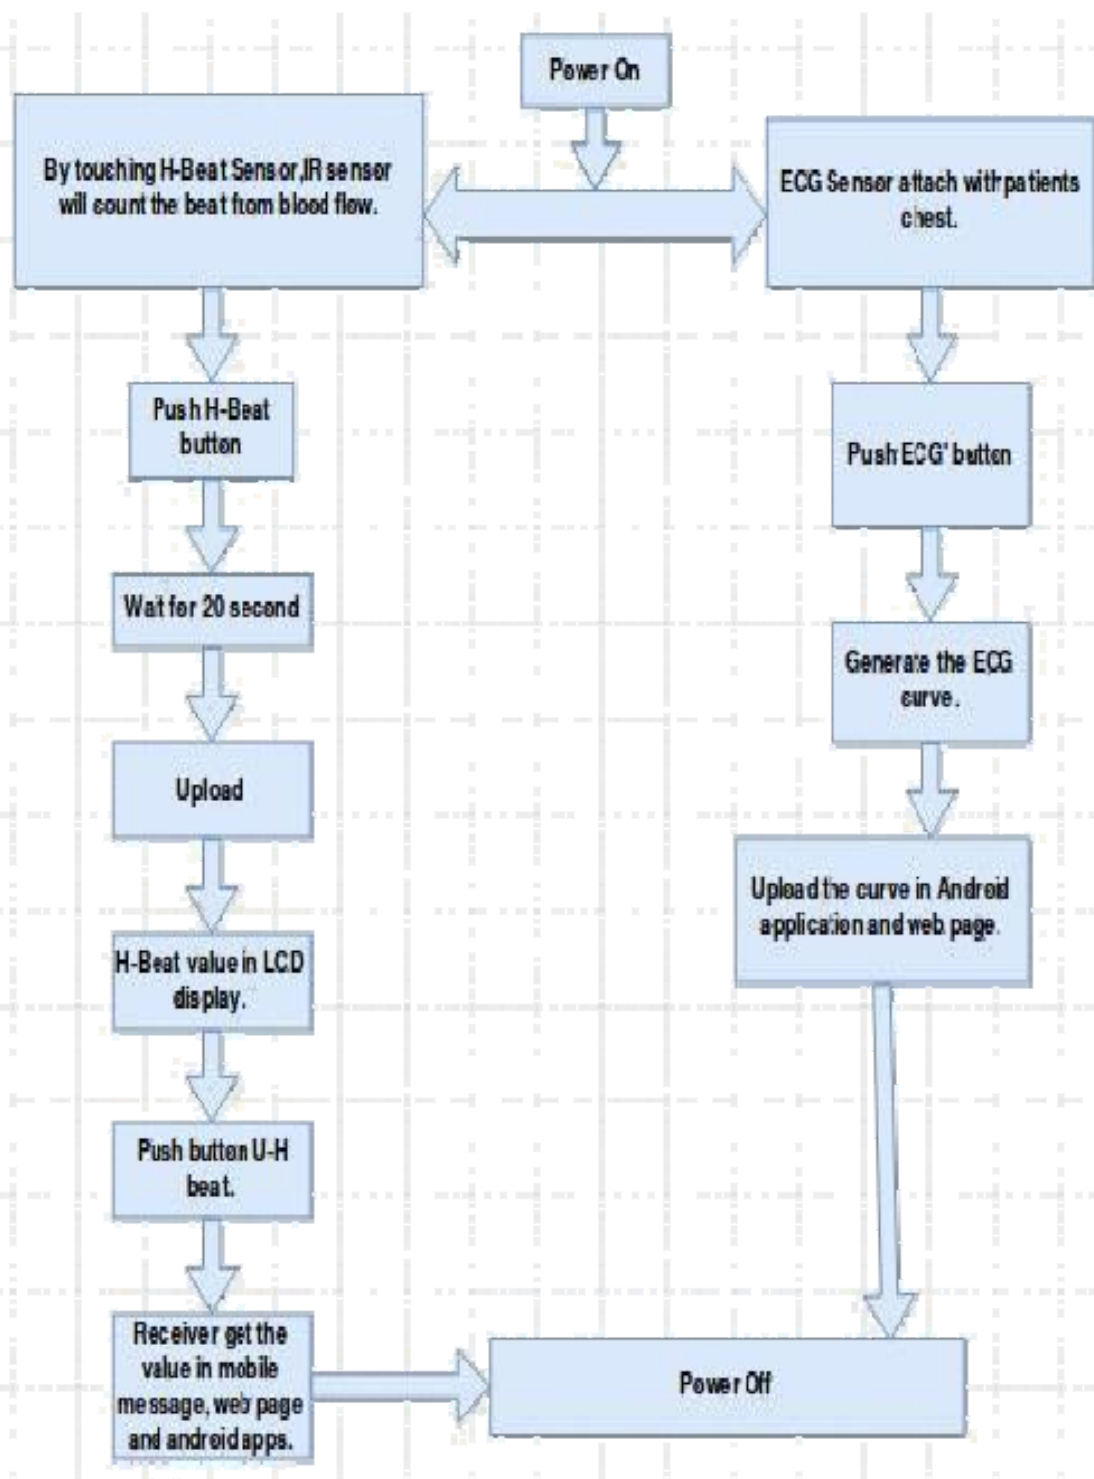 Power On
By touching H-Beat Sensor,IR sensor
will count the beat from blood flow.
ECG Sensor attach with patients
chest.
Push H-Beat
button
Wait for 20 second
Upload
H-Beat value in LCD
display.
Push button U-H
beat.
Receiver get the
value in mobile
message, web page
and android apps.
Push ECG' button
Generate the ECG
curve.
Upload the curve in Android
application and web page.
Power Off